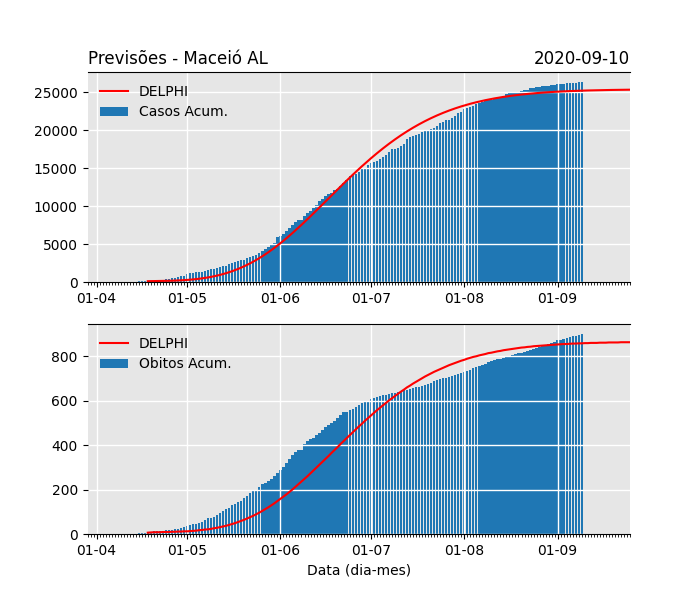 Previsões - Maceió AL 2020-09-10
DELPHI
Casos Acum.
25000
20000
15000
10000
5000
0
01-04 01-05 01-06 01-07 01-08 01-09
DELPHI
Obitos Acum.
800
600
400
200
0
01-04 01-05 01-06 01-07 01-08 01-09
Data (dia-mes)